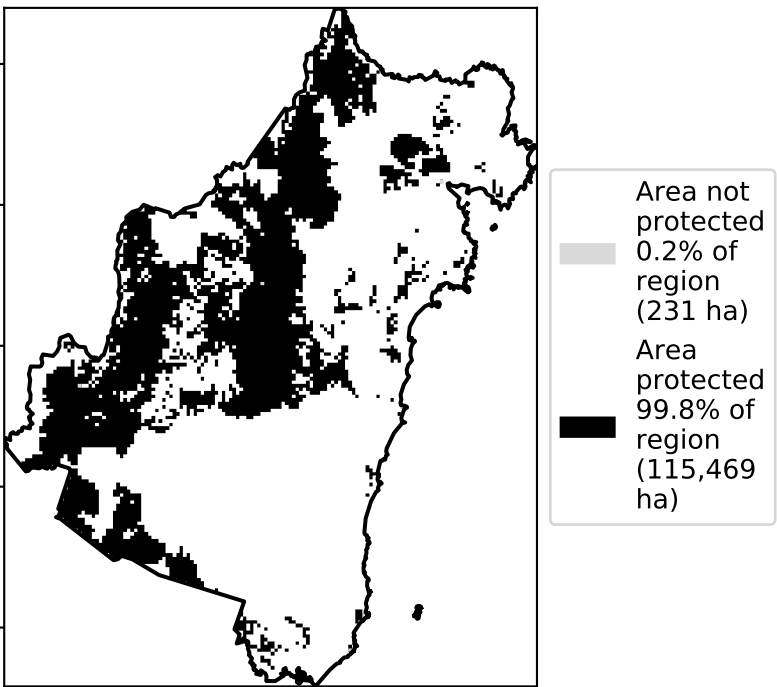 Area not
protected
0.2% of
region
(231 ha)
Area
protected
99.8% of
region
(115,469
ha)